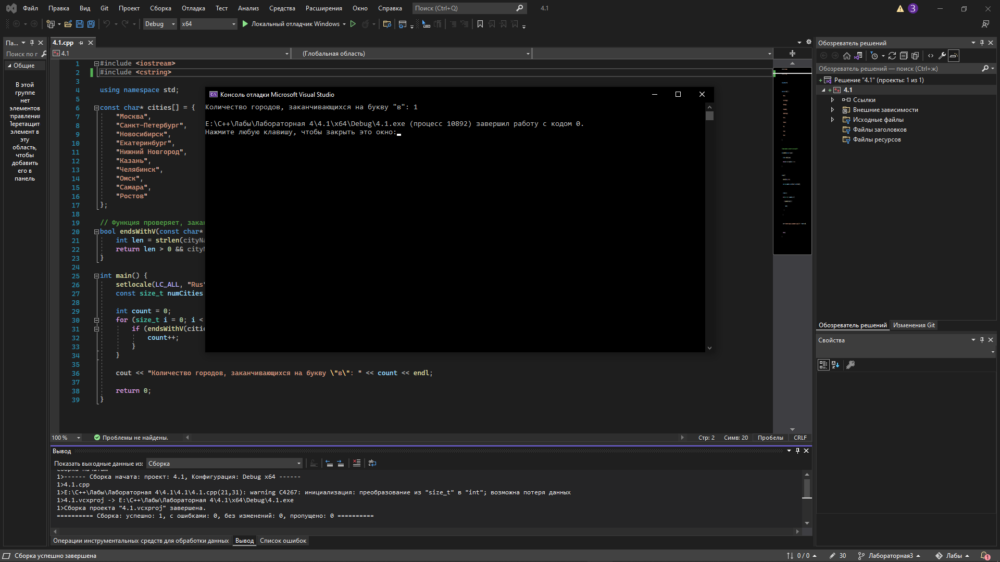 Файл Правка Вид Git Проект Сборка Отладка Тест Анализ Средства Расширения Окно Справка Поиск (Ctrl+Q) 4.1 3
Debug x64 Локальный отладчик Windows
Па...
Поиск по г
Общие
В этой
группе
нет
элементов
управления
Перетащит
элемент в
эту
область,
чтобы
добавить
его в
панель
4.1.cpp
4.1 (Глобальная область)
1 #include <iostream>
2 #include <cstring>
3
4 using namespace std;
5
6 const char* cities[] = {
7 "Москва",
8 "Санкт-Петербург",
9 "Новосибирск",
10 "Екатеринбург",
11 "Нижний Новгород",
12 "Казань",
13 "Челябинск",
14 "Омск",
15 "Самара",
16 "Ростов"
17 };
18
19 // Функция проверяет, зака
20 bool endsWithV(const char*
21 int len = strlen(cityNa
22 return len > 0 && cityN
23 }
24
25 int main() {
26 setlocale(LC_ALL, "Rus"
27 const size_t numCities
28
29 int count = 0;
30 for (size_t i = 0; i <
31 if (endsWithV(citie
32 count++;
33 }
34 }
35
36 cout << "Количество городов, заканчивающихся на букву \"в\": " << count << endl;
37
38 return 0;
39 }
Консоль отладки Microsoft Visual Studio
Количество городов, заканчивающихся на букву "в": 1
E:\C++\Лабы\Лабораторная 4\4.1\x64\Debug\4.1.exe (процесс 10892) завершил работу с кодом 0.
Нажмите любую клавишу, чтобы закрыть это окно:
100 % Проблемы не найдены. Стр: 2 Симв: 20 Пробелы CRLF
Вывод
Показать выходные данные из: Сборка
1>------ Сборка начата: проект: 4.1, Конфигурация: Debug x64 ------
1>4.1.cpp
1>E:\C++\Лабы\Лабораторная 4\4.1\4.1\4.1.cpp(21,31): warning C4267: инициализация: преобразование из "size_t" в "int"; возможна потеря данных
1>4.1.vcxproj -> E:\C++\Лабы\Лабораторная 4\4.1\x64\Debug\4.1.exe
1>Сборка проекта "4.1.vcxproj" завершена.
========== Сборка: успешно: 1, с ошибками: 0, без изменений: 0, пропущено: 0 ==========
Операции инструментальных средств для обработки данных Вывод Список ошибок
Обозреватель решений
Обозреватель решений — поиск (Ctrl+ж)
Решение "4.1" (проекты: 1 из 1)
4.1
Ссылки
Внешние зависимости
Исходные файлы
Файлы заголовков
Файлы ресурсов
Обозреватель решений Изменения Git
Свойства
Сборка успешно завершена 0 / 0 30 Лабораторная3 Лабы 1